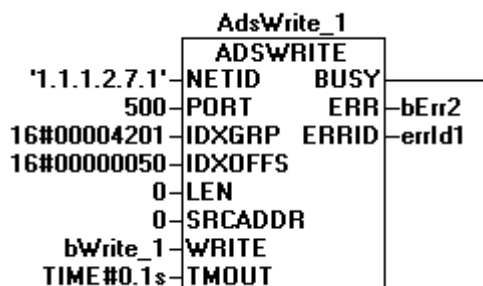 AdsWrite_1
ADSWRITE
'1.1.1.2.7.1' NETID BUSY
500 PORT ERR bErr2
16#00004201 IDXGRP ERRID errId1
16#00000050 IDXOFFS
0 LEN
0 SRCADDR
bWrite_1 WRITE
TIME#0.1s TMOUT